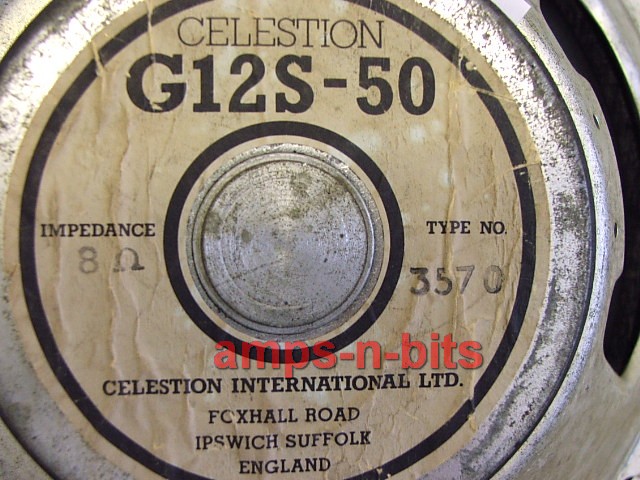 CELESTION
G12S-50
IMPEDANCE
8 Ω
TYPE NO.
3570
amps-n-bits
CELESTION INTERNATIONAL LTD.
FOXHALL ROAD
IPSWICH SUFFOLK
ENGLAND